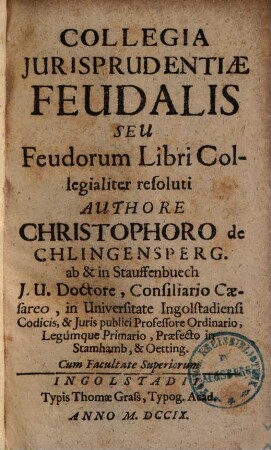 COLLEGIA
JURISPRUDENTIÆ
FEUDALIS
SEU
Feudorum Libri Col-
legialiter resoluti
AUTHORE
CHRISTOPHORO de
CHLINGENSPERG.
ab & in Stauffenbuech
J. U. Doctore, Consiliario Cæ-
sareo, in Universitate Ingolstadiensi
Codicis, & Juris publici Professore Ordinario,
Legúmque Primario, Præfecto in
Stamhamb, & Oetting.
Cum Facultate Superiorum
INGOLSTADI
Typis Thomæ Graß, Typog. Acad.
ANNO M. DCCIX.